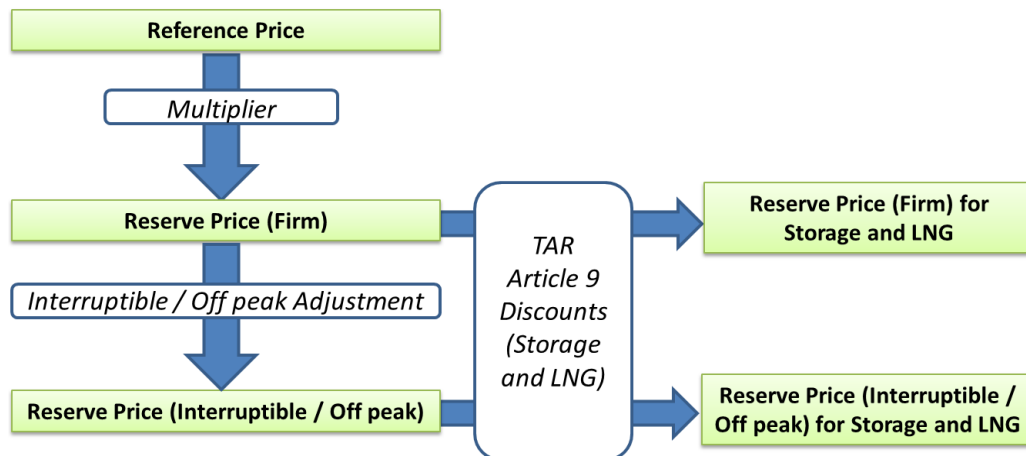 Reference Price
Multiplier
Reserve Price (Firm)
Interruptible / Off peak Adjustment
Reserve Price (Interruptible / Off peak)
TAR
Article 9
Discounts
(Storage
and LNG)
Reserve Price (Firm) for
Storage and LNG
Reserve Price (Interruptible /
Off peak) for Storage and LNG